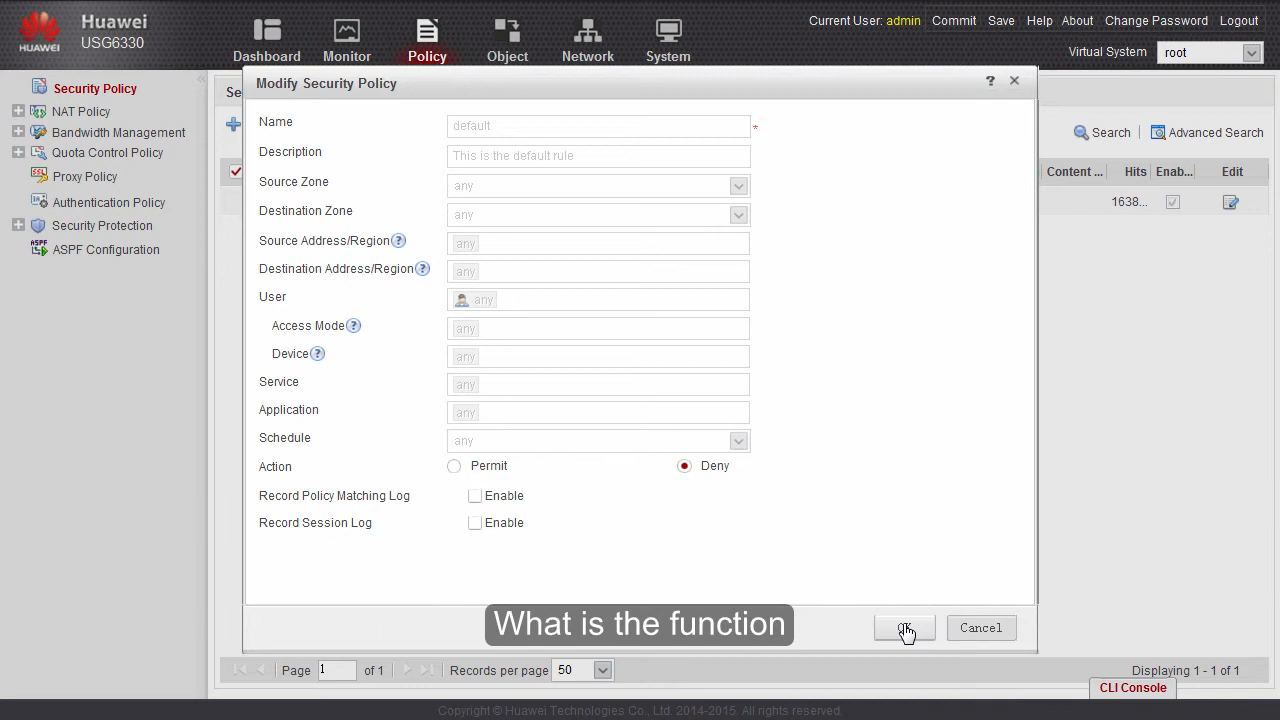 HUAWEI
Huawei
USG6330
Dashboard
Monitor
Policy
Object
Network
System
Current User: admin
Commit
Save
Help
About
Change Password
Logout
Virtual System
root
Security Policy
NAT Policy
Bandwidth Management
Quota Control Policy
Proxy Policy
Authentication Policy
Security Protection
ASPF Configuration
Se
Search
Advanced Search
Content ...
Hits
Enab...
Edit
1638...
Modify Security Policy
Name
default
*
Description
This is the default rule
Source Zone
any
Destination Zone
any
Source Address/Region
any
Destination Address/Region
any
User
any
Access Mode
any
Device
any
Service
any
Application
any
Schedule
any
Action
Permit
Deny
Record Policy Matching Log
Enable
Record Session Log
Enable
What is the function
Cancel
Page 1 of 1
Records per page 50
Displaying 1 - 1 of 1
CLI Console
Copyright © Huawei Technologies Co., Ltd. 2014-2015. All rights reserved.